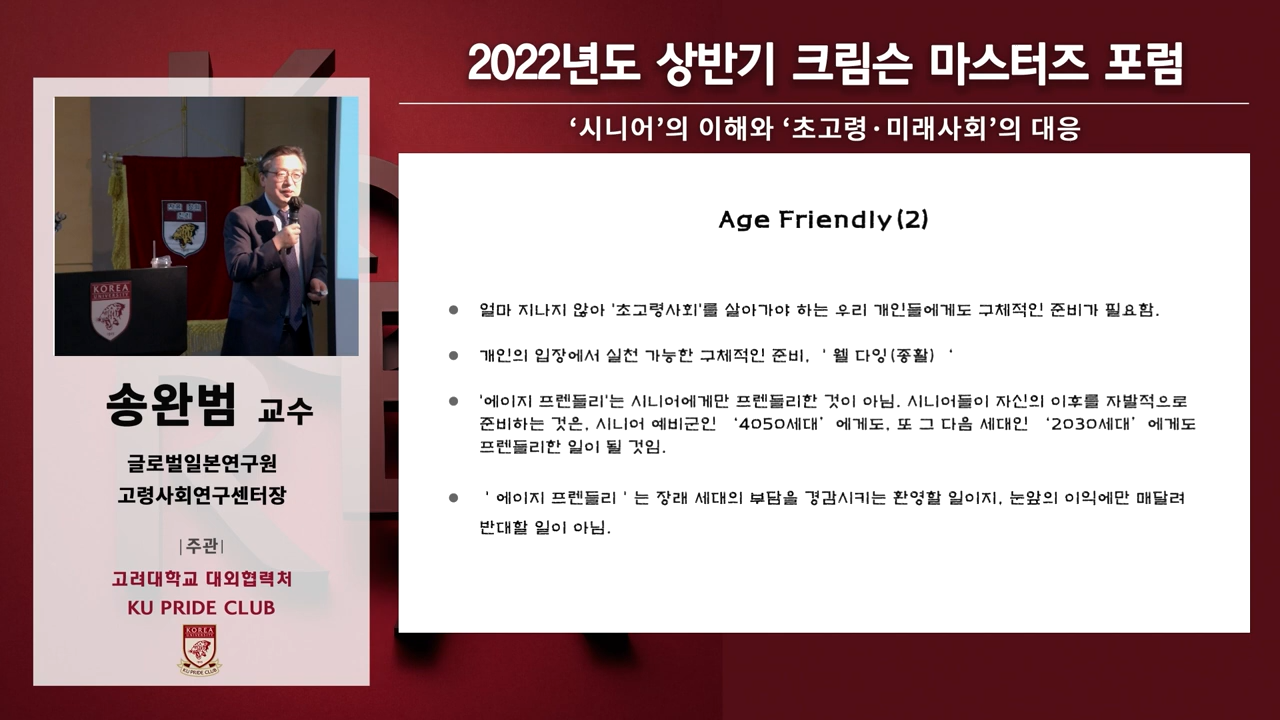 2022년도 상반기 크림슨 마스터즈 포럼
‘시니어’의 이해와 ‘초고령·미래사회’의 대응
KOREA
UNIVERSITY
송완범 교수
글로벌일본연구원
고령사회연구센터장
|주관|
고려대학교 대외협력처
KU PRIDE CLUB
KOREA
UNIVERSITY
KU PRIDE CLUB
Age Friendly(2)
● 얼마 지나지 않아 '초고령사회'를 살아가야 하는 우리 개인들에게도 구체적인 준비가 필요함.
● 개인의 입장에서 실천 가능한 구체적인 준비, ' 웰 다잉(종활) '
● '에이지 프렌들리'는 시니어에게만 프렌들리한 것이 아님. 시니어들이 자신의 이후를 자발적으로
준비하는 것은, 시니어 예비군인 ‘4050세대’ 에게도, 또 그 다음 세대인 ‘2030세대’ 에게도
프렌들리한 일이 될 것임.
● ' 에이지 프렌들리 ' 는 장래 세대의 부담을 경감시키는 환영할 일이지, 눈앞의 이익에만 매달려
반대할 일이 아님.